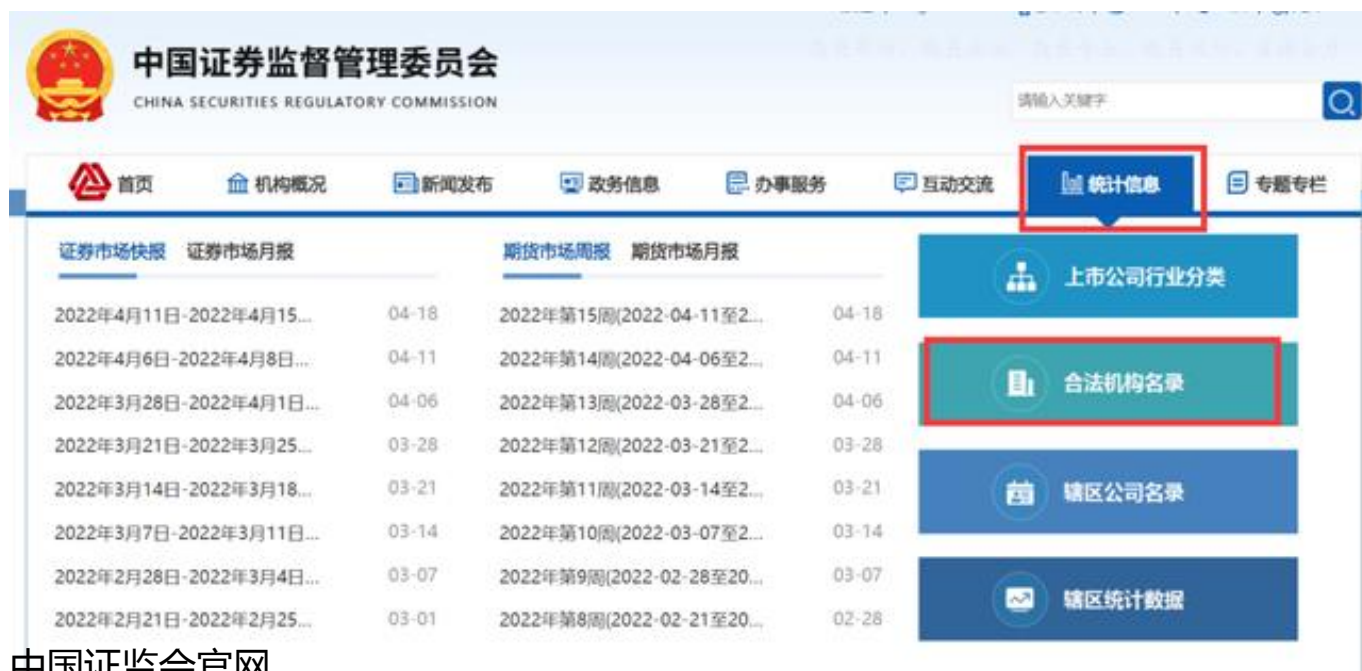 中国证券监督管理委员会
CHINA SECURITIES REGULATORY COMMISSION
请输入关键字
首页 机构概况 新闻发布 政务信息 办事服务 互动交流 统计信息 专题专栏
证券市场快报 证券市场月报 期货市场周报 期货市场月报
上市公司行业分类
2022年4月11日-2022年4月15... 04-18 2022年第15周(2022-04-11至2... 04-18
2022年4月6日-2022年4月8日... 04-11 2022年第14周(2022-04-06至2... 04-11
合法机构名录
2022年3月28日-2022年4月1日... 04-06 2022年第13周(2022-03-28至2... 04-06
2022年3月21日-2022年3月25... 03-28 2022年第12周(2022-03-21至2... 03-28
2022年3月14日-2022年3月18... 03-21 2022年第11周(2022-03-14至2... 03-21
辖区公司名录
2022年3月7日-2022年3月11日... 03-14 2022年第10周(2022-03-07至2... 03-14
2022年2月28日-2022年3月4日... 03-07 2022年第9周(2022-02-28至20... 03-07
辖区统计数据
2022年2月21日-2022年2月25... 03-01 2022年第8周(2022-02-21至20... 02-28
中国证监会官网